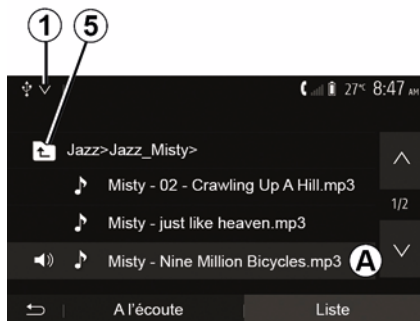 1 5
27°C 8:47 AM
Jazz>Jazz_Misty>
Misty - 02 - Crawling Up A Hill.mp3
1/2
Misty - just like heaven.mp3
Misty - Nine Million Bicycles.mp3 A
A l'écoute Liste